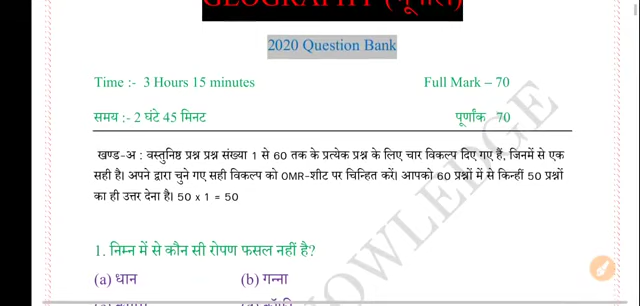 GEOGRAPHY (भूगोल)
2020 Question Bank
Time :- 3 Hours 15 minutes Full Mark – 70
समय :- 2 घंटे 45 मिनट पूर्णांक 70
खण्ड-अ : वस्तुनिष्ठ प्रश्न प्रश्न संख्या 1 से 60 तक के प्रत्येक प्रश्न के लिए चार विकल्प दिए गए हैं, जिनमें से एक
सही है। अपने द्वारा चुने गए सही विकल्प को OMR-शीट पर चिन्हित करें। आपको 60 प्रश्नों में से किन्हीं 50 प्रश्नों
का ही उत्तर देना है। 50 x 1 = 50
1. निम्न में से कौन सी रोपण फसल नहीं है?
(a) धान (b) गन्ना
KNOWLEDGE